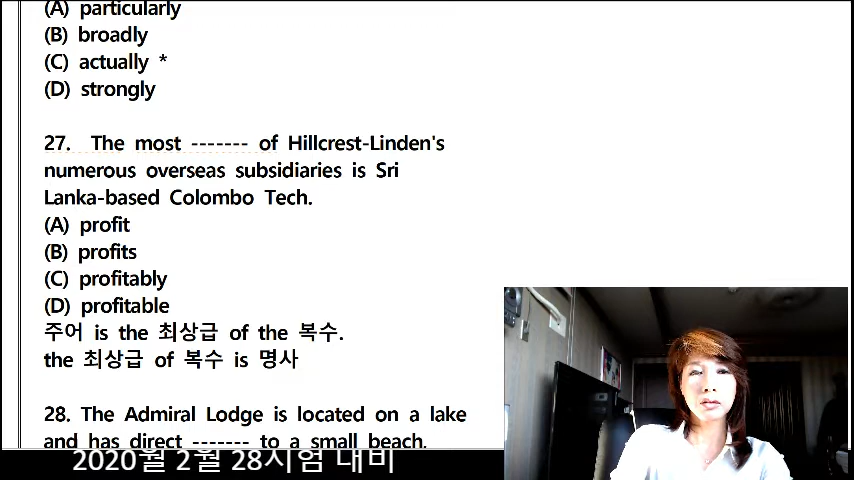 (A) particularly
(B) broadly
(C) actually *
(D) strongly
27. The most ------- of Hillcrest-Linden's
numerous overseas subsidiaries is Sri
Lanka-based Colombo Tech.
(A) profit
(B) profits
(C) profitably
(D) profitable
주어 is the 최상급 of the 복수.
the 최상급 of 복수 is 명사
28. The Admiral Lodge is located on a lake
and has direct ------- to a small beach.
2020월 2월 28시험 대비